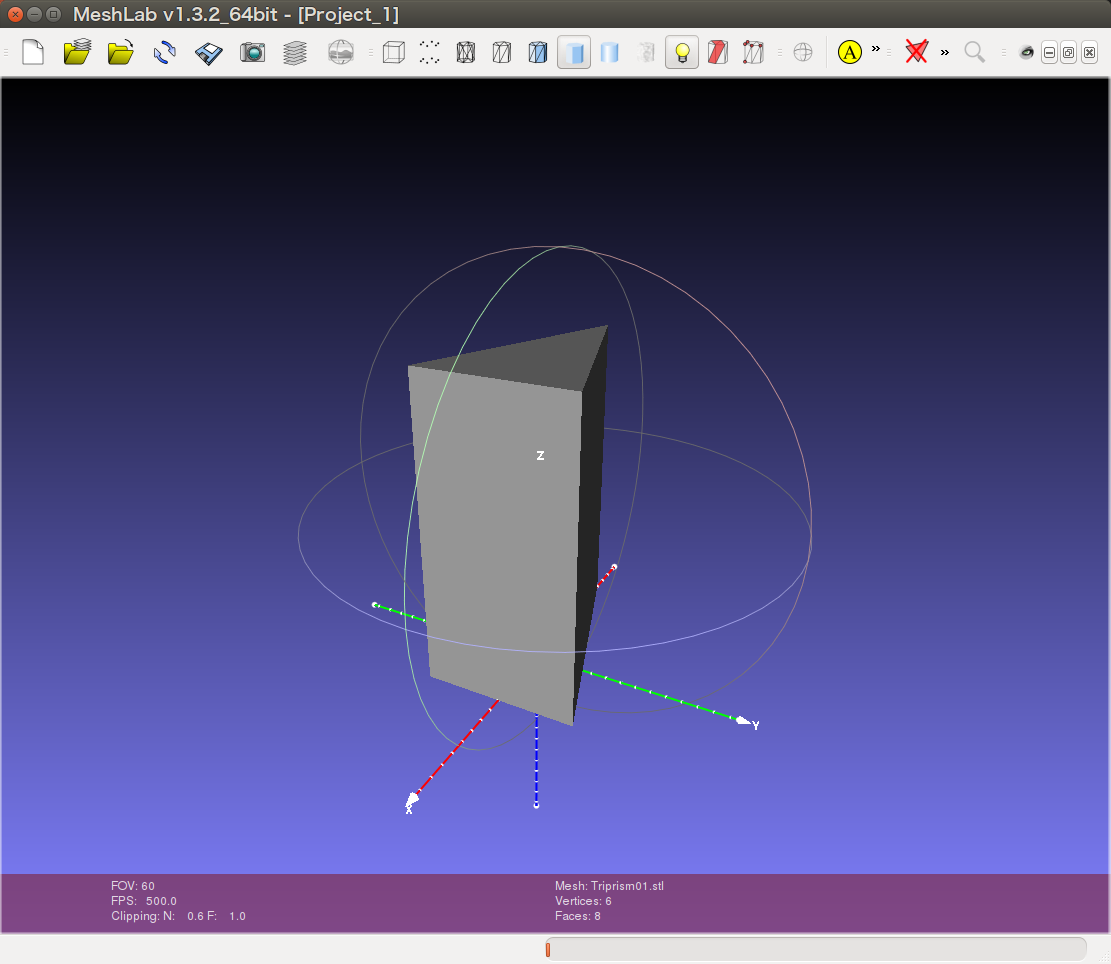 MeshLab v1.3.2_64bit - [Project_1]
A
»
»
Z
Y
X
FOV: 60
FPS: 500.0
Clipping: N: 0.6 F: 1.0
Mesh: Triprism01.stl
Vertices: 6
Faces: 8